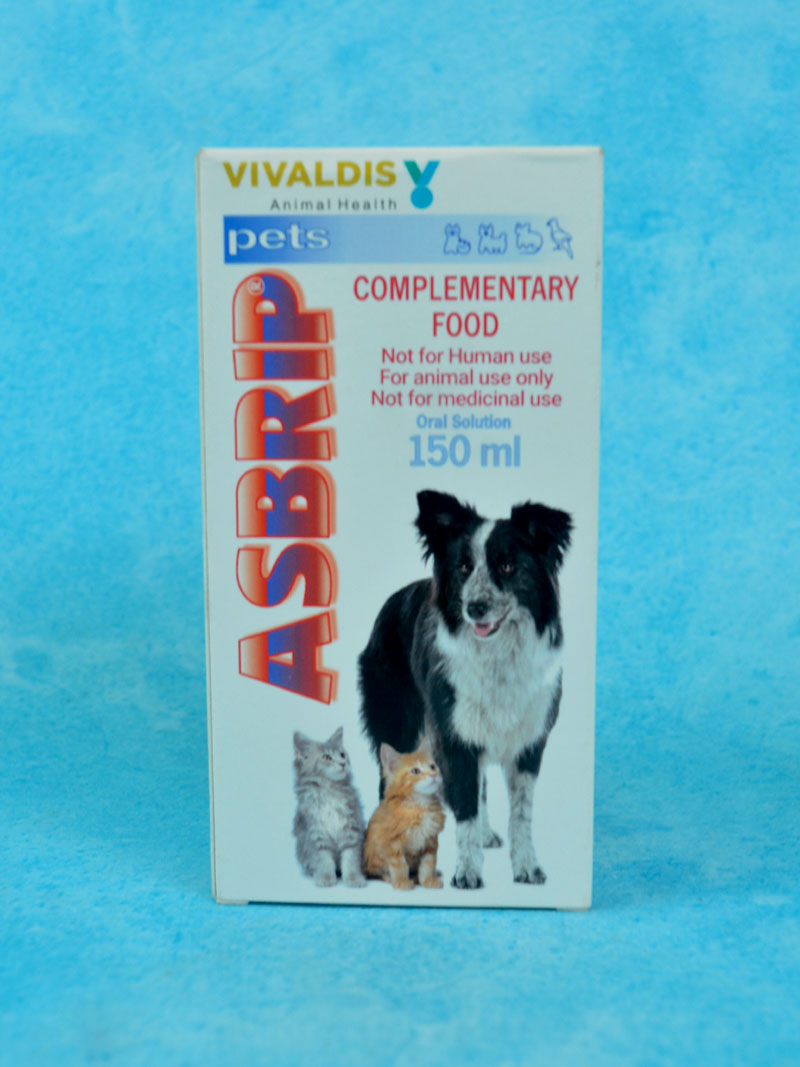 VIVALDIS
Animal Health
pets
ASBRIP®
COMPLEMENTARY
FOOD
Not for Human use
For animal use only
Not for medicinal use
Oral Solution
150 ml